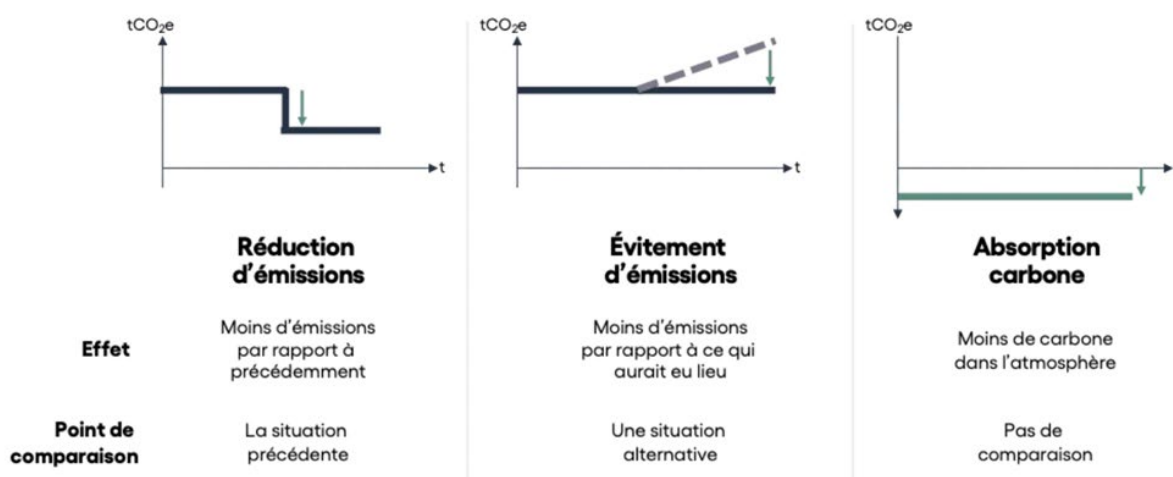 tCO₂e
tCO₂e
tCO₂e
t
t
Réduction
d'émissions
Évitement
d'émissions
Absorption
carbone
Effet
Moins d'émissions
par rapport à
précédemment
Moins d'émissions
par rapport à ce qui
aurait eu lieu
Moins de carbone
dans l'atmosphère
Point de
comparaison
La situation
précédente
Une situation
alternative
Pas de
comparaison